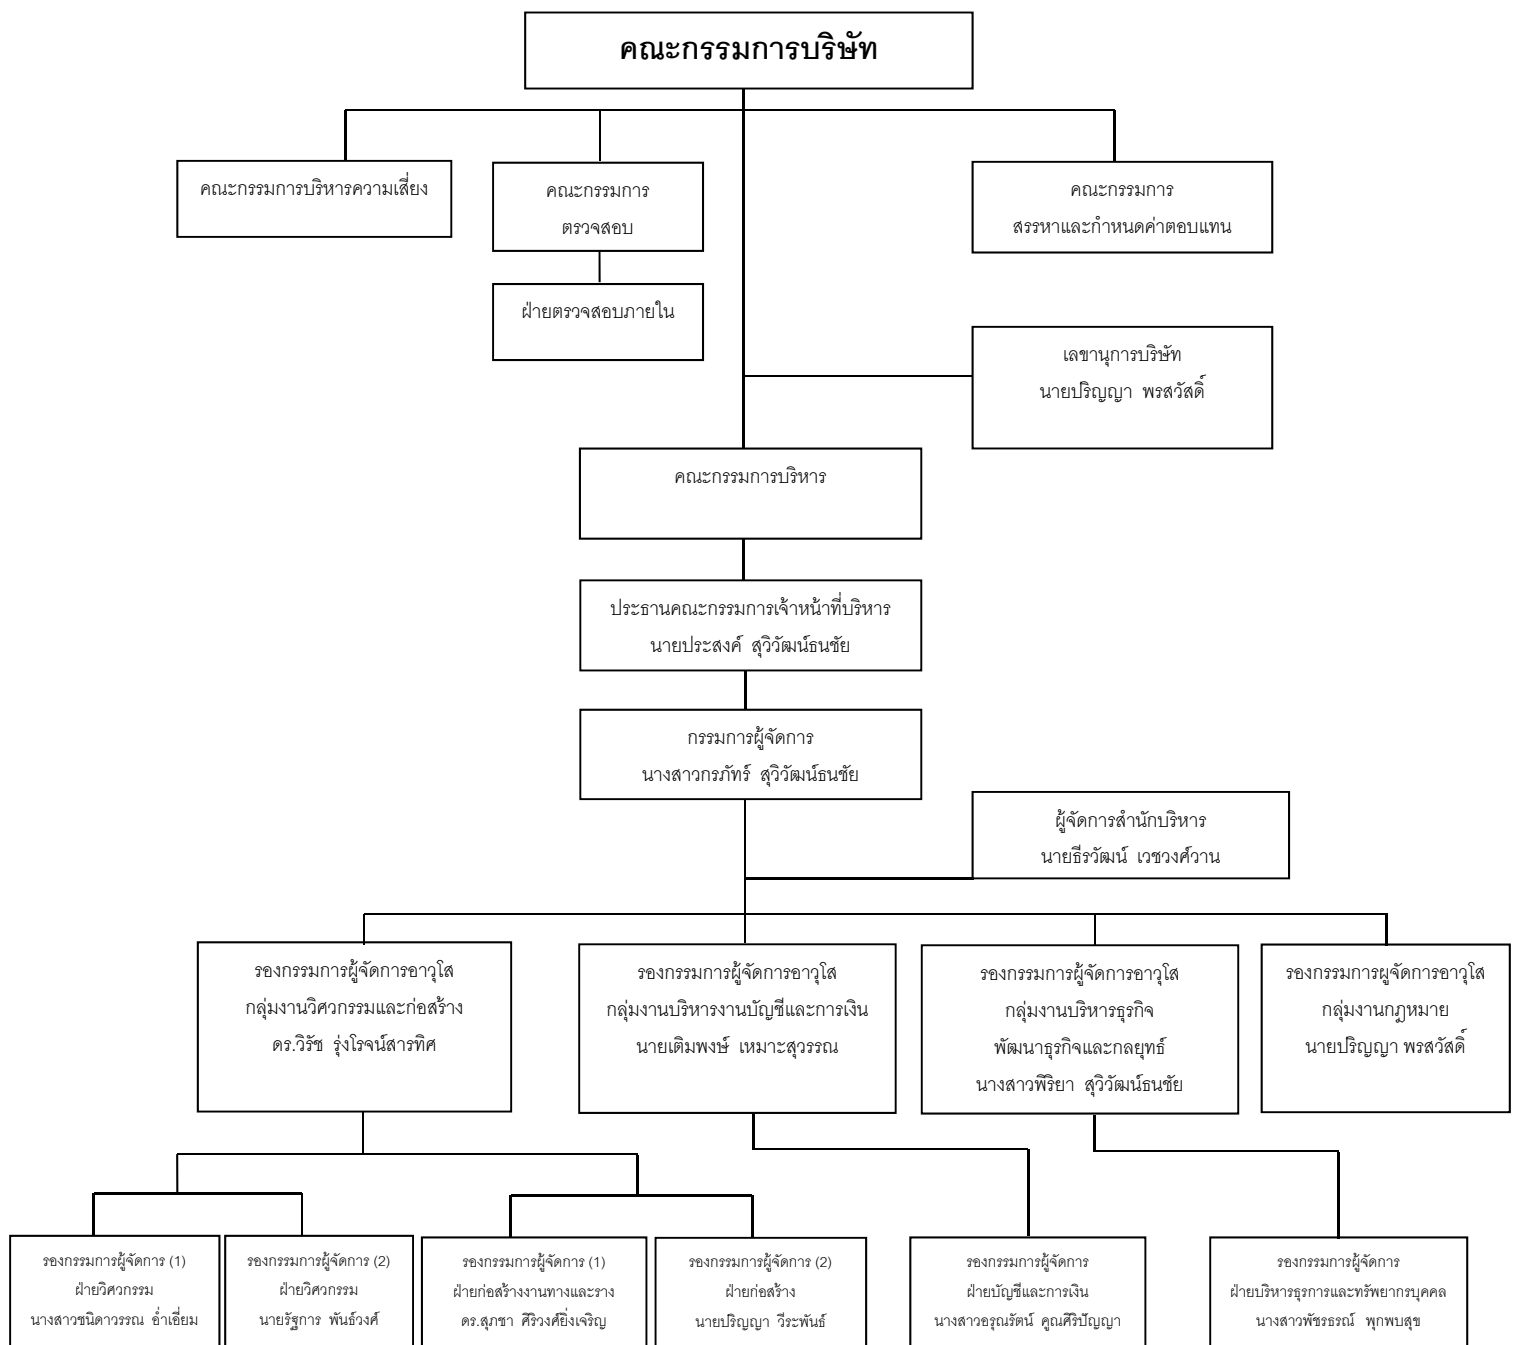 คณะกรรมการบริษัท
คณะกรรมการบริหารความเสี่ยง
คณะกรรมการ
ตรวจสอบ
คณะกรรมการ
สรรหาและกำหนดค่าตอบแทน
ฝ่ายตรวจสอบภายใน
เลขานุการบริษัท
นายปริญญา พรสวัสดิ์
คณะกรรมการบริหาร
ประธานคณะกรรมการเจ้าหน้าที่บริหาร
นายประสงค์ สุวิวัฒน์ธนชัย
กรรมการผู้จัดการ
นางสาวกรภัทร์ สุวิวัฒน์ธนชัย
ผู้จัดการสำนักบริหาร
นายธีรวัฒน์ เวชวงศ์วาน
รองกรรมการผู้จัดการอาวุโส
กลุ่มงานวิศวกรรมและก่อสร้าง
ดร.วิรัช รุ่งโรจน์สารทิศ
รองกรรมการผู้จัดการอาวุโส
กลุ่มงานบริหารงานบัญชีและการเงิน
นายเติมพงษ์ เหมาะสุวรรณ
รองกรรมการผู้จัดการอาวุโส
กลุ่มงานบริหารธุรกิจ
พัฒนาธุรกิจและกลยุทธ์
นางสาวพีริยา สุวิวัฒน์ธนชัย
รองกรรมการผูจัดการอาวุโส
กลุ่มงานกฎหมาย
นายปริญญา พรสวัสดิ์
รองกรรมการผู้จัดการ (1)
ฝ่ายวิศวกรรม
นางสาวชนิดาวรรณ อ่ำเอี่ยม
รองกรรมการผู้จัดการ (2)
ฝ่ายวิศวกรรม
นายรัฐการ พันธ์วงศ์
รองกรรมการผู้จัดการ (1)
ฝ่ายก่อสร้างงานทางและราง
ดร.สุภชา ศิริวงศ์ยิ่งเจริญ
รองกรรมการผู้จัดการ (2)
ฝ่ายก่อสร้าง
นายปริญญา วีระพันธ์
รองกรรมการผู้จัดการ
ฝ่ายบัญชีและการเงิน
นางสาวอรุณรัตน์ คูณศิริปัญญา
รองกรรมการผู้จัดการ
ฝ่ายบริหารธุรการและทรัพยากรบุคคล
นางสาวพัชรธรณ์ พุกพบสุข